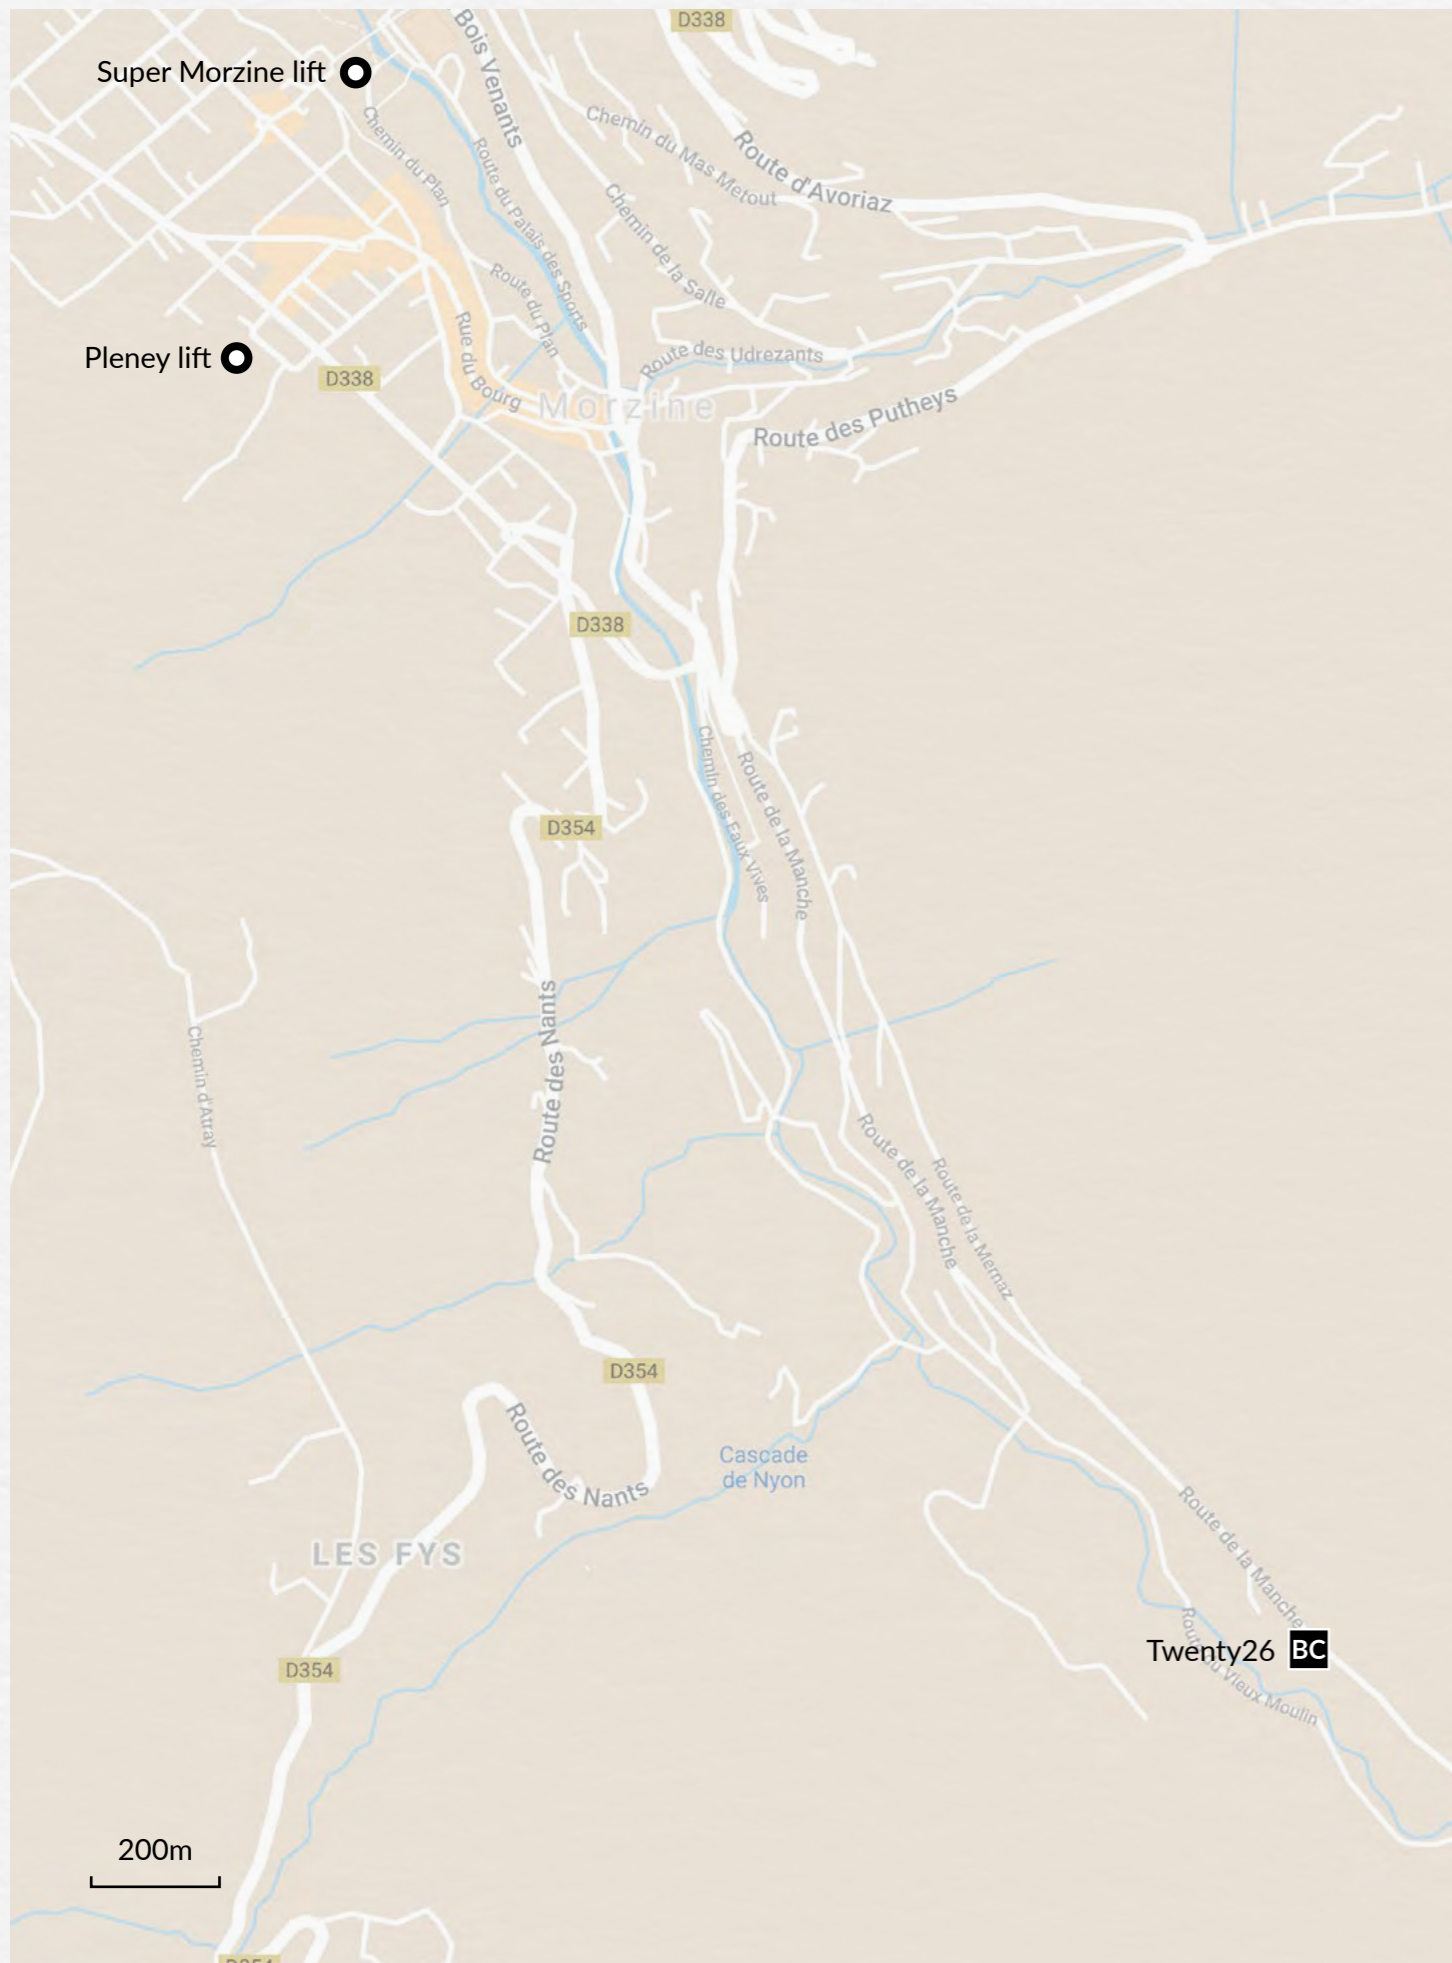 D338
Super Morzine lift
Bois Venants
Chemin du Plan
Route du Palais des Sports
Chemin du Mas Metout
Route d'Avoriaz
Chemin de la Salle
Route du Plan
Rue du Bourg
Pleney lift
D338
Route des Udrezants
Morzine
Route des Putheys
D338
Chemin des Eaux Vives
Route de la Manche
D354
Route des Nants
Chemin d'Attray
Route de la Manche
Route de la Mernaz
D354
Route des Nants
Cascade
de Nyon
LES FYS
Route de la Manche
Twenty26 BC
Route du Vieux Moulin
D354
200m
D354